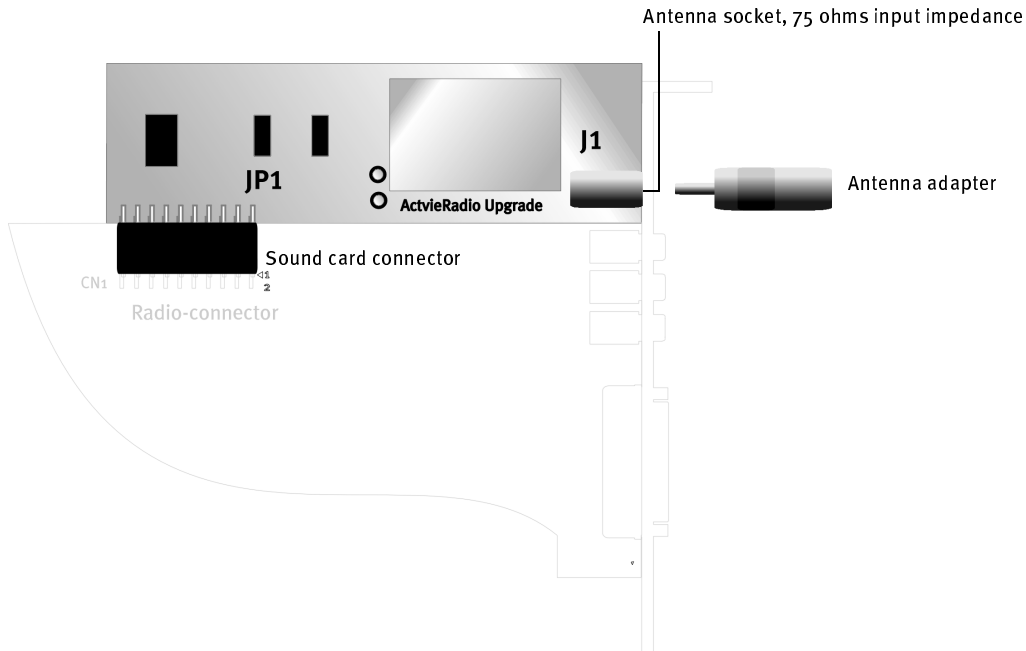 Antenna socket, 75 ohms input impedance
J1
JP1
Antenna adapter
ActvieRadio Upgrade
Sound card connector
CN1
1
2
Radio-connector